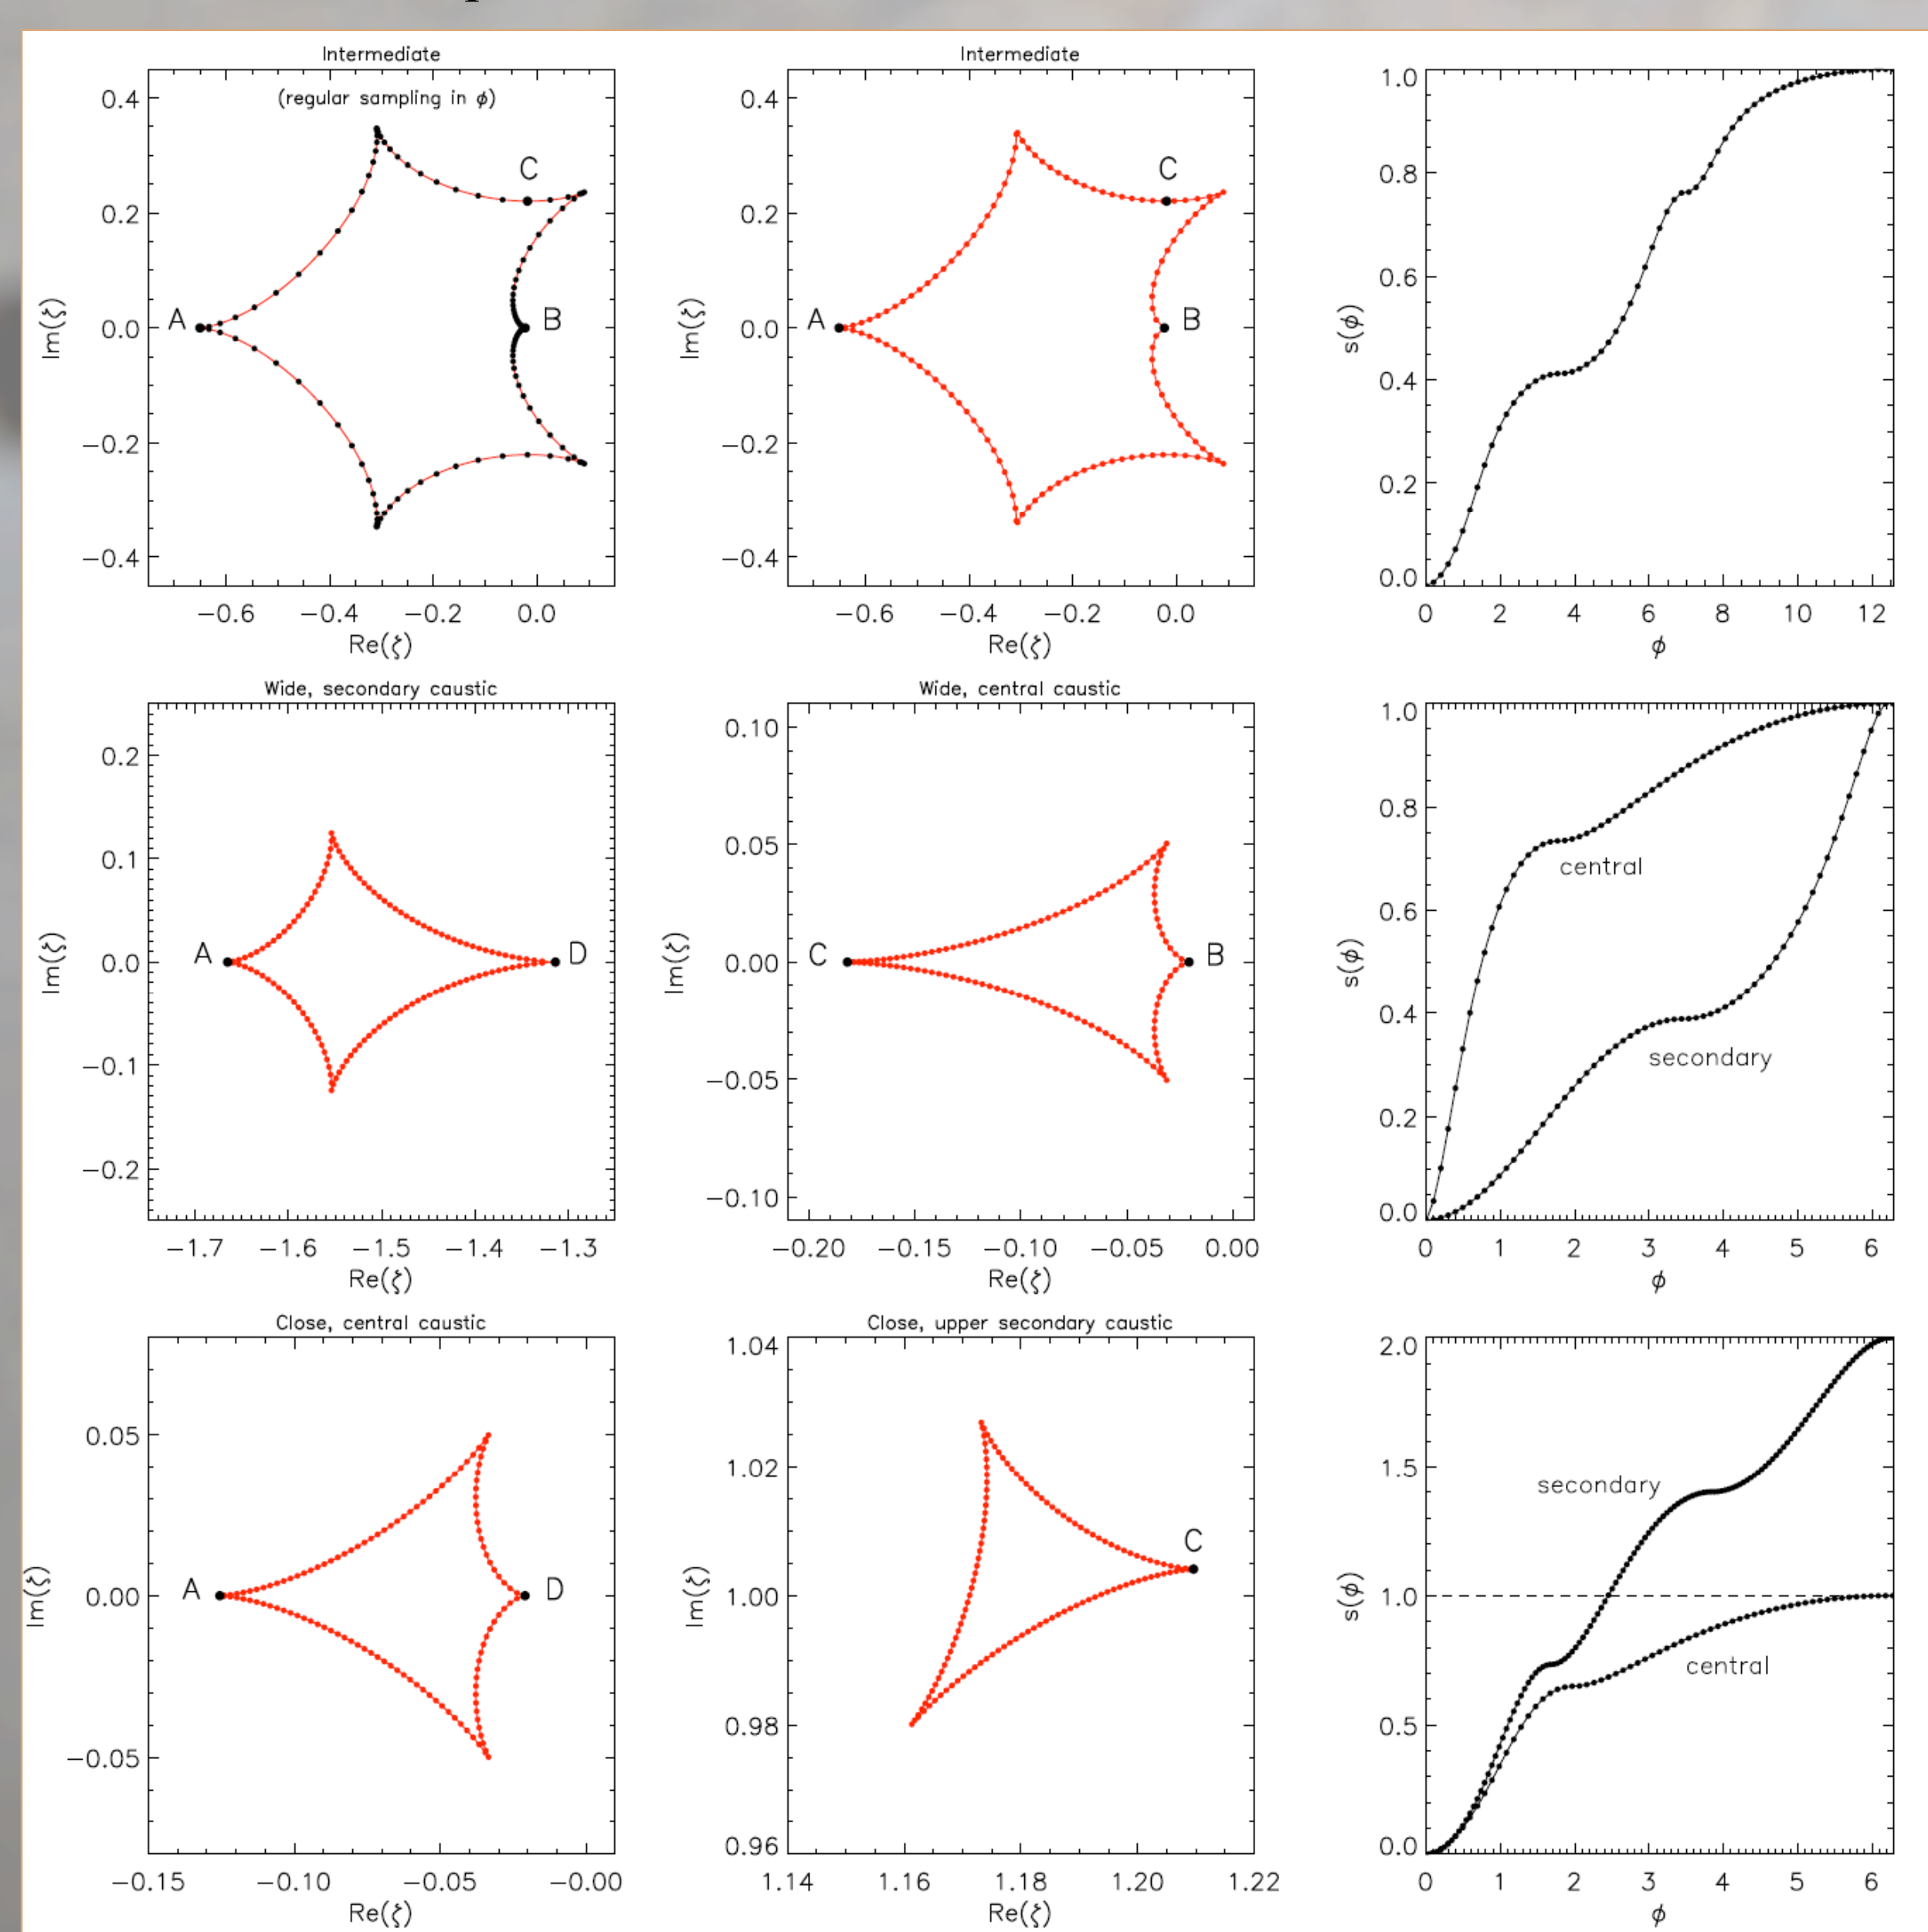 Intermediate
(regular sampling in ϕ)
0.4
0.2
0.0
−0.2
−0.4
A
B
C
Im(ζ)
−0.6 −0.4 −0.2 0.0
Re(ζ)
Intermediate
0.4
0.2
0.0
−0.2
−0.4
A
B
C
Im(ζ)
−0.6 −0.4 −0.2 0.0
Re(ζ)
1.0
0.8
0.6
0.4
0.2
0.0
s(ϕ)
0 2 4 6 8 10 12
ϕ
Wide, secondary caustic
0.2
0.1
0.0
−0.1
−0.2
A
D
Im(ζ)
−1.7 −1.6 −1.5 −1.4 −1.3
Re(ζ)
Wide, central caustic
0.10
0.05
0.00
−0.05
−0.10
C
B
Im(ζ)
−0.20 −0.15 −0.10 −0.05 0.00
Re(ζ)
1.0
0.8
0.6
0.4
0.2
0.0
central
secondary
s(ϕ)
0 1 2 3 4 5 6
ϕ
Close, central caustic
0.05
0.00
−0.05
A
D
Im(ζ)
−0.15 −0.10 −0.05 −0.00
Re(ζ)
Close, upper secondary caustic
1.04
1.02
1.00
0.98
0.96
C
Im(ζ)
1.14 1.16 1.18 1.20 1.22
Re(ζ)
2.0
1.5
1.0
0.5
0.0
secondary
central
s(ϕ)
0 1 2 3 4 5 6
ϕ